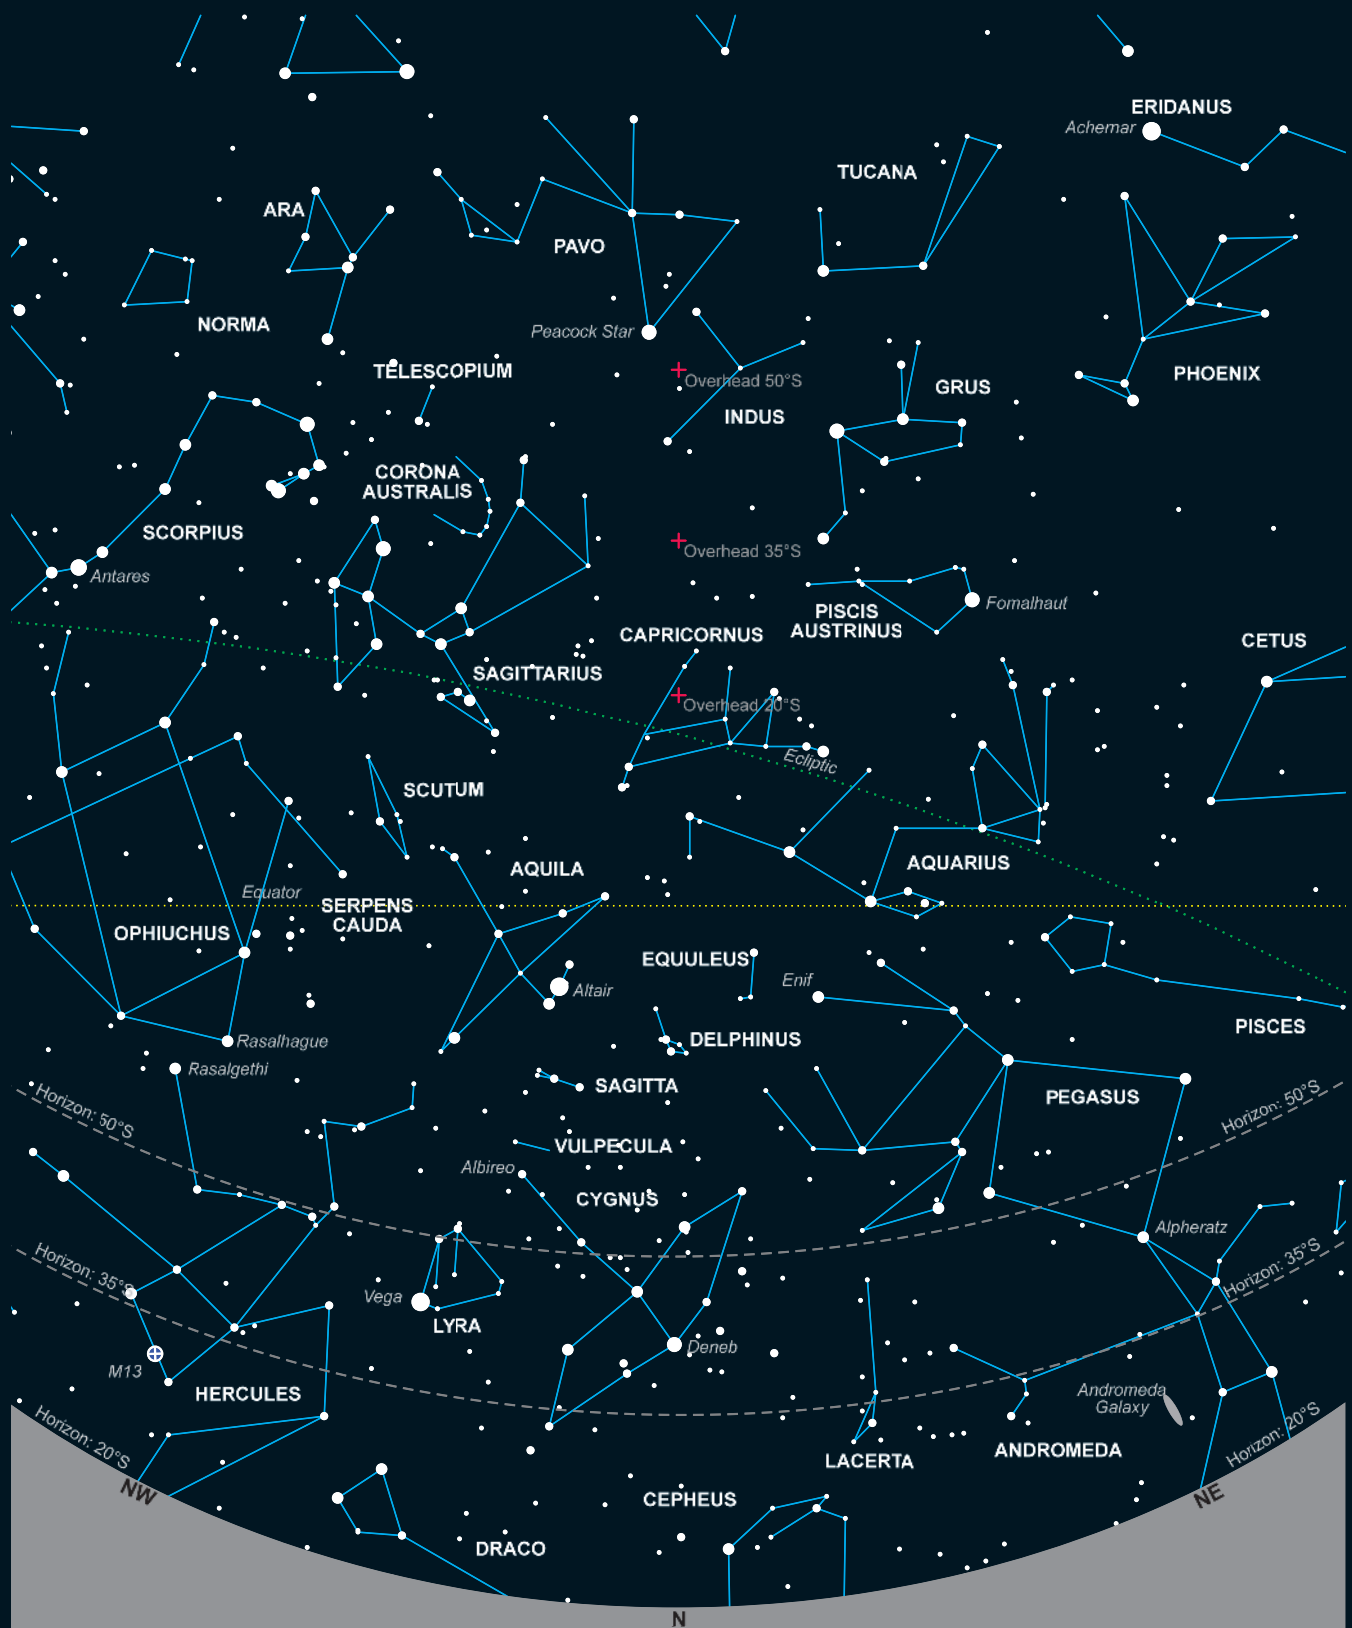 ERIDANUS
Achernar
TUCANA
ARA
PAVO
NORMA
Peacock Star
TELESCOPIUM
Overhead 50°S
PHOENIX
GRUS
INDUS
CORONA
AUSTRALIS
SCORPIUS
Overhead 35°S
Antares
PISCIS
AUSTRINUS
Fomalhaut
CAPRICORNUS
CETUS
SAGITTARIUS
Overhead 20°S
Ecliptic
SCUTUM
AQUILA
AQUARIUS
Equator
SERPENS
CAUDA
OPHIUCHUS
EQUULEUS
Enif
Altair
PISCES
Rasalhague
DELPHINUS
Rasalgethi
SAGITTA
PEGASUS
Horizon: 50°S
Horizon: 50°S
VULPECULA
Albireo
CYGNUS
Alpheratz
Horizon: 35°S
Horizon: 35°S
Vega
LYRA
Deneb
M13
HERCULES
Andromeda
Galaxy
Horizon: 20°S
Horizon: 20°S
ANDROMEDA
LACERTA
NW
NE
CEPHEUS
DRACO
N